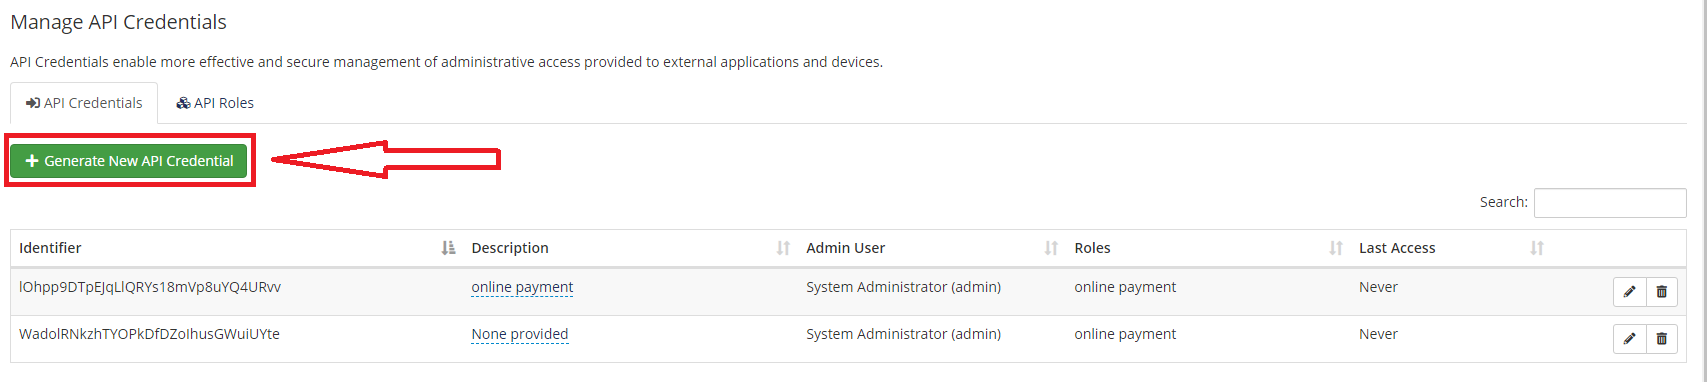 Manage API Credentials
API Credentials enable more effective and secure management of administrative access provided to external applications and devices.
API Credentials API Roles
Generate New API Credential
Search:
Identifier Description Admin User Roles Last Access
lOhpp9DTpEJqLlQRYs18mVp8uYQ4URvv online payment System Administrator (admin) online payment Never
WadolRNkzhTYOPkDfDZoIhusGWuiUYte None provided System Administrator (admin) online payment Never